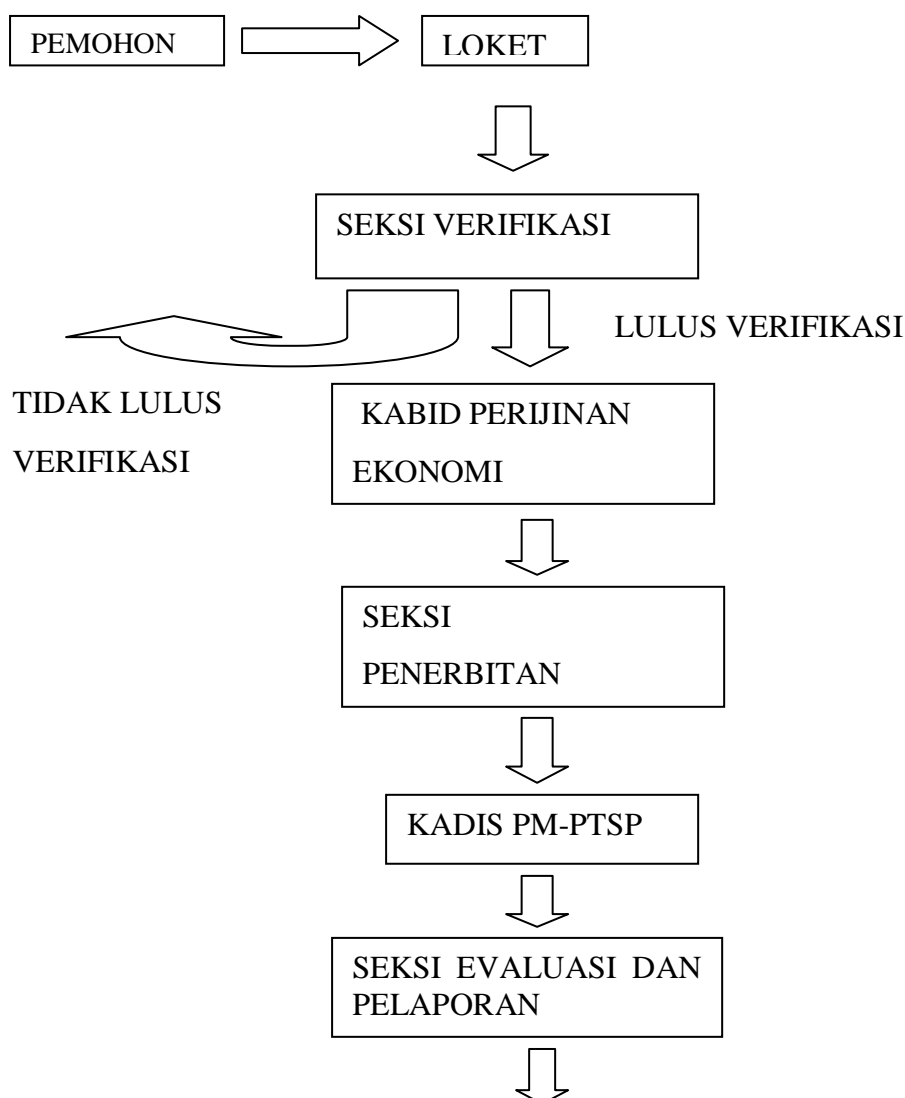 PEMOHON
LOKET
SEKSI VERIFIKASI
LULUS VERIFIKASI
TIDAK LULUS
VERIFIKASI
KABID PERIJINAN
EKONOMI
SEKSI
PENERBITAN
KADIS PM-PTSP
SEKSI EVALUASI DAN
PELAPORAN